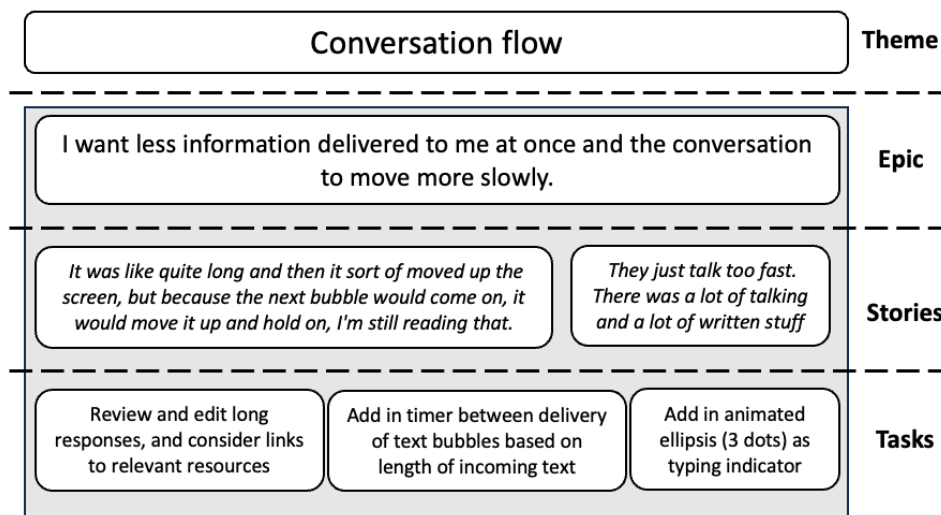 Conversation flow
Theme
I want less information delivered to me at once and the conversation
to move more slowly.
Epic
It was like quite long and then it sort of moved up the
screen, but because the next bubble would come on, it
would move it up and hold on, I'm still reading that.
They just talk too fast.
There was a lot of talking
and a lot of written stuff
Stories
Review and edit long
responses, and consider links
to relevant resources
Add in timer between delivery
of text bubbles based on
length of incoming text
Add in animated
ellipsis (3 dots) as
typing indicator
Tasks